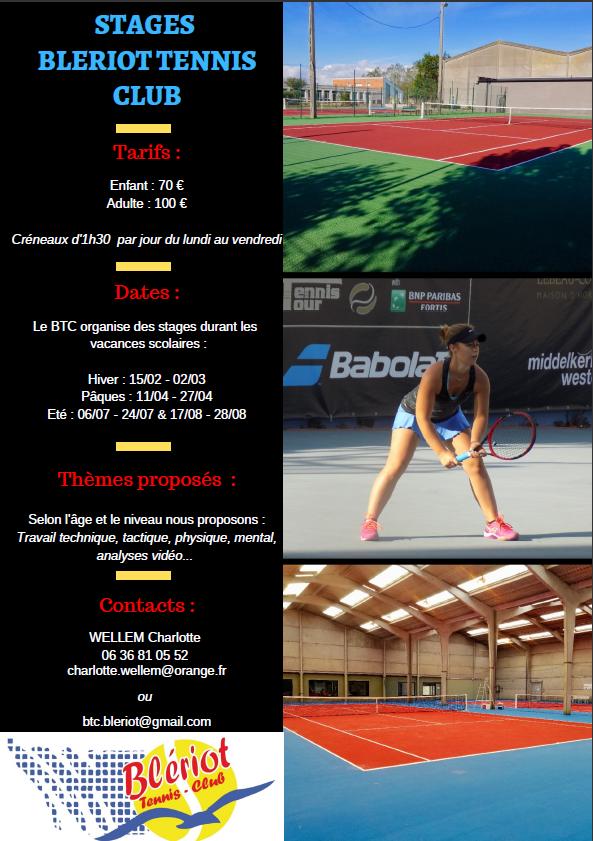 STAGES
BLERIOT TENNIS
CLUB
Tarifs :
Enfant : 70 €
Adulte : 100 €
Créneaux d'1h30 par jour du lundi au vendredi
Dates :
Le BTC organise des stages durant les
vacances scolaires :
Hiver : 15/02 - 02/03
Pâques : 11/04 - 27/04
Eté : 06/07 - 24/07 & 17/08 - 28/08
Thèmes proposés :
Selon l'âge et le niveau nous proposons :
Travail technique, tactique, physique, mental,
analyses vidéo...
Contacts :
WELLEM Charlotte
06 36 81 05 52
charlotte.wellem@orange.fr
ou
btc.bleriot@gmail.com
Blériot
Tennis - Club
with
BNP PARIBAS
FORTIS
Babola
middelker
west